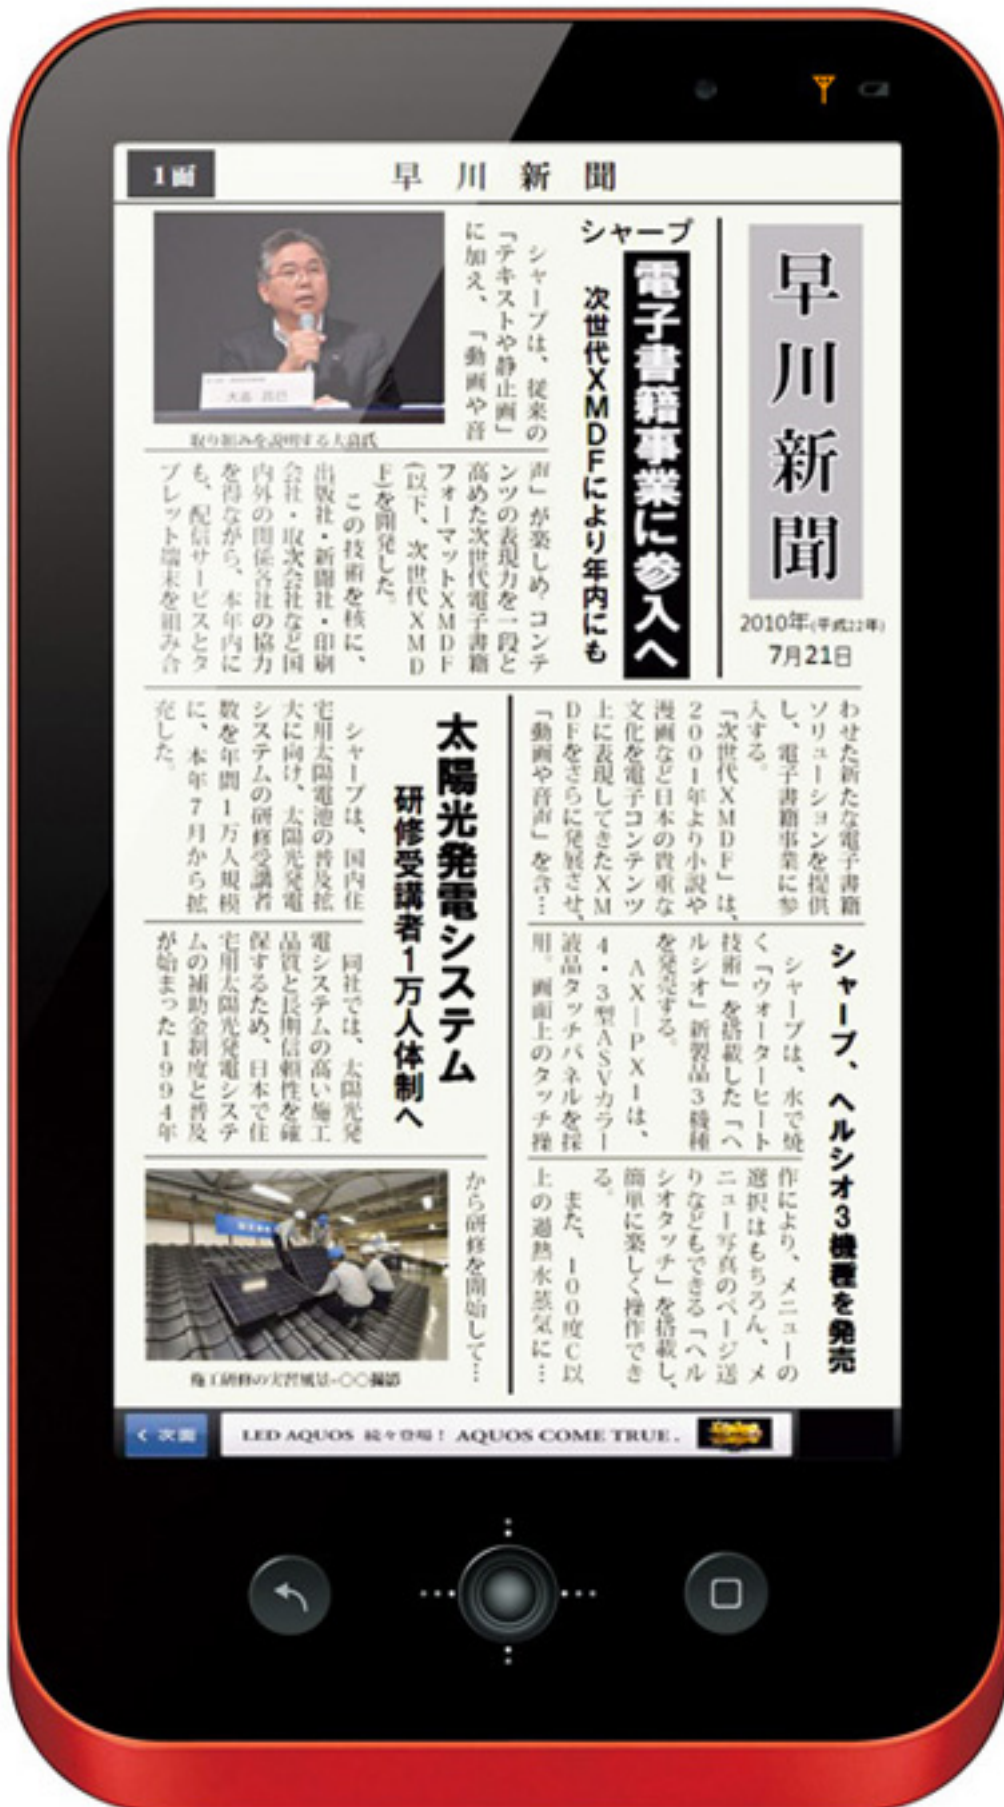 1面
早川新聞
早川新聞
2010年(平成22年)
7月21日
シャープ
電子書籍事業に参入へ
次世代XMDFにより年内にも
シャープは、従来の
「テキストや静止画」
に加え、「動画や音
声」が楽しめ、コンテ
ンツの表現力を一段と
高めた次世代電子書籍
フォーマットXMDF
(以下、次世代XMD
F)を開発した。
この技術を核に、
出版社・新聞社・印刷
会社・取次会社など国
内外の関係各社の協力
を得ながら、本年内に
も、配信サービスとタ
ブレット端末を組み合
わせた新たな電子書籍
ソリューションを提供
し、電子書籍事業に参
入する。
「次世代XMDF」は、
2001年より小説や
漫画など日本の貴重な
文化を電子コンテンツ
上に表現してきたXM
DFをさらに発展させ、
「動画や音声」を含…
取り組みを説明する大畠氏
シャープ、ヘルシオ3機種を発売
シャープは、水で焼
く「ウォーターヒート
技術」を搭載した「ヘ
ルシオ」新製品3機種
を発売する。
AX―PX1は、
4・3型ASVカラー
液晶タッチパネルを採
用。画面上のタッチ操
作により、メニューの
選択はもちろん、メ
ニュー写真のページ送
りなどもできる「ヘル
シオタッチ」を搭載し、
簡単に楽しく操作でき
る。
また、100度C以
上の過熱水蒸気に…
太陽光発電システム
研修受講者1万人体制へ
シャープは、国内住
宅用太陽電池の普及拡
大に向け、太陽光発電
システムの研修受講者
数を年間1万人規模
に、本年7月から拡
充した。
同社では、太陽光発
電システムの高い施工
品質と長期信頼性を確
保するため、日本で住
宅用太陽光発電システ
ムの補助金制度と普及
が始まった1994年
から研修を開始して…
施工研修の実習風景=○○撮影
< 次面
LED AQUOS 続々登場! AQUOS COME TRUE.